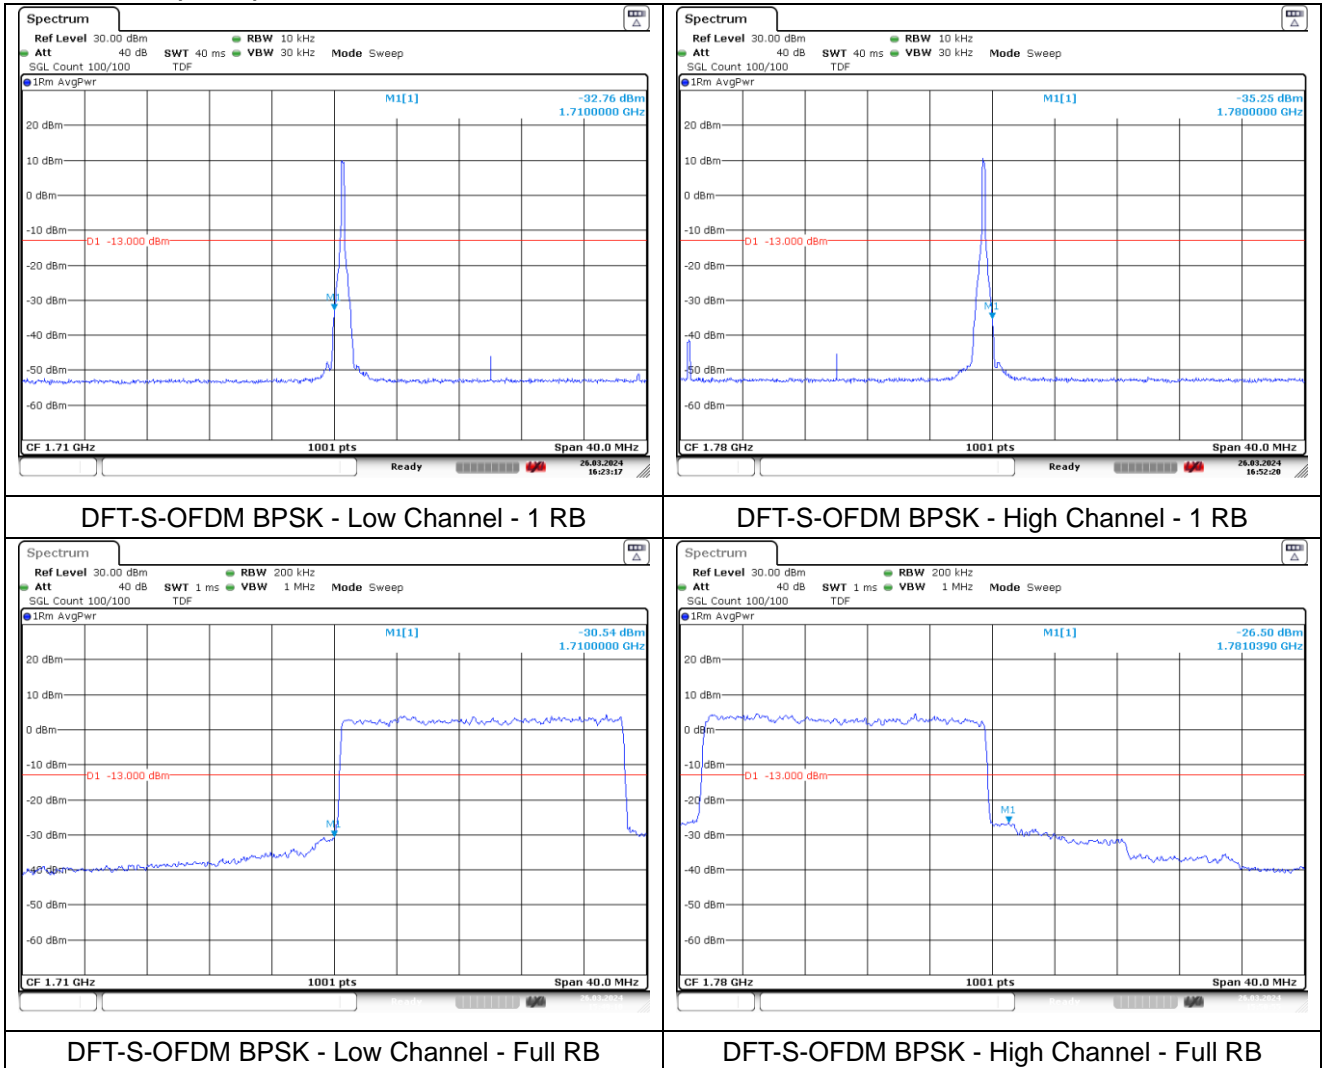 Spectrum
Ref Level 30.00 dBm RBW 10 kHz
Att 40 dB SWT 40 ms VBW 30 kHz Mode Sweep
SGL Count 100/100 TDF
1Rm AvgPwr
M1[1] -32.76 dBm
1.7100000 GHz
20 dBm
10 dBm
0 dBm
-10 dBm
D1 -13.000 dBm
-20 dBm
-30 dBm
M1
-40 dBm
-50 dBm
-60 dBm
CF 1.71 GHz 1001 pts Span 40.0 MHz
Ready 26.03.2024
16:23:17
DFT-S-OFDM BPSK - Low Channel - 1 RB
Spectrum
Ref Level 30.00 dBm RBW 10 kHz
Att 40 dB SWT 40 ms VBW 30 kHz Mode Sweep
SGL Count 100/100 TDF
1Rm AvgPwr
M1[1] -35.25 dBm
1.7800000 GHz
20 dBm
10 dBm
0 dBm
-10 dBm
D1 -13.000 dBm
-20 dBm
-30 dBm
M1
-40 dBm
-50 dBm
-60 dBm
CF 1.78 GHz 1001 pts Span 40.0 MHz
Ready 26.03.2024
16:52:20
DFT-S-OFDM BPSK - High Channel - 1 RB
Spectrum
Ref Level 30.00 dBm RBW 200 kHz
Att 40 dB SWT 1 ms VBW 1 MHz Mode Sweep
SGL Count 100/100 TDF
1Rm AvgPwr
M1[1] -30.54 dBm
1.7100000 GHz
20 dBm
10 dBm
0 dBm
-10 dBm
D1 -13.000 dBm
-20 dBm
-30 dBm
M1
-40 dBm
-50 dBm
-60 dBm
CF 1.71 GHz 1001 pts Span 40.0 MHz
Ready 26.03.2024
DFT-S-OFDM BPSK - Low Channel - Full RB
Spectrum
Ref Level 30.00 dBm RBW 200 kHz
Att 40 dB SWT 1 ms VBW 1 MHz Mode Sweep
SGL Count 100/100 TDF
1Rm AvgPwr
M1[1] -26.50 dBm
1.7810390 GHz
20 dBm
10 dBm
0 dBm
-10 dBm
D1 -13.000 dBm
-20 dBm
-30 dBm
M1
-40 dBm
-50 dBm
-60 dBm
CF 1.78 GHz 1001 pts Span 40.0 MHz
Ready 26.03.2024
DFT-S-OFDM BPSK - High Channel - Full RB